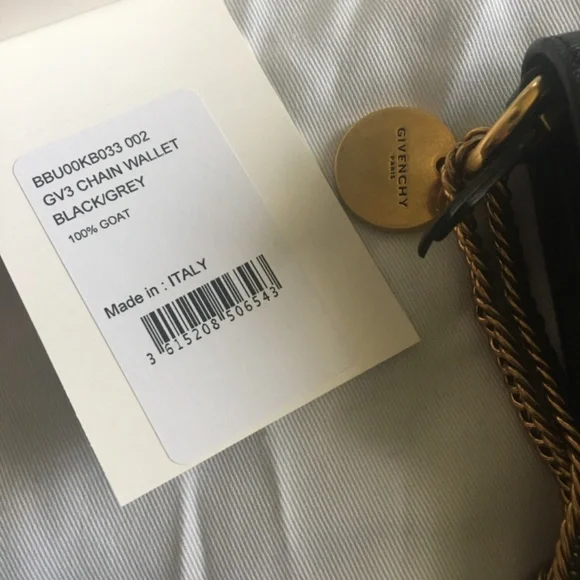 BBU00KB033 002
GV3 CHAIN WALLET
BLACK/GREY
100% GOAT
Made in : ITALY
3 615208 506543
GIVENCHY
PARIS